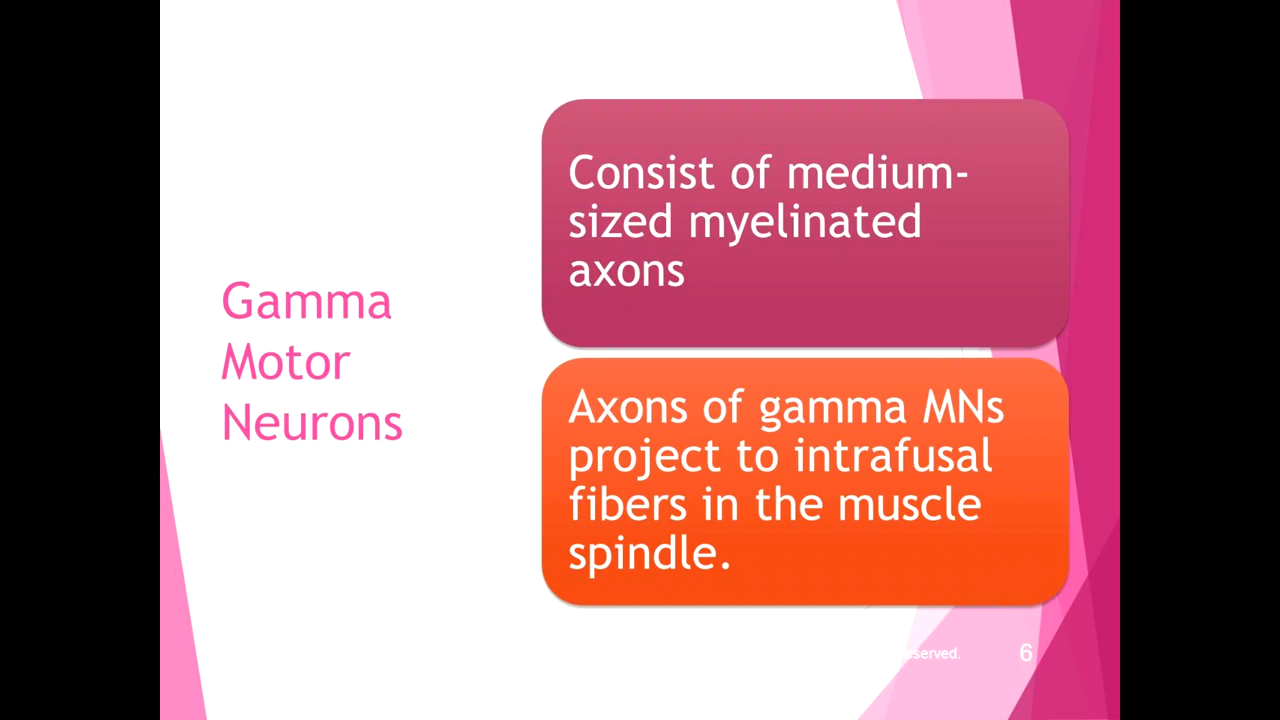 Gamma
Motor
Neurons
Consist of medium-
sized myelinated
axons
Axons of gamma MNs
project to intrafusal
fibers in the muscle
spindle.
6